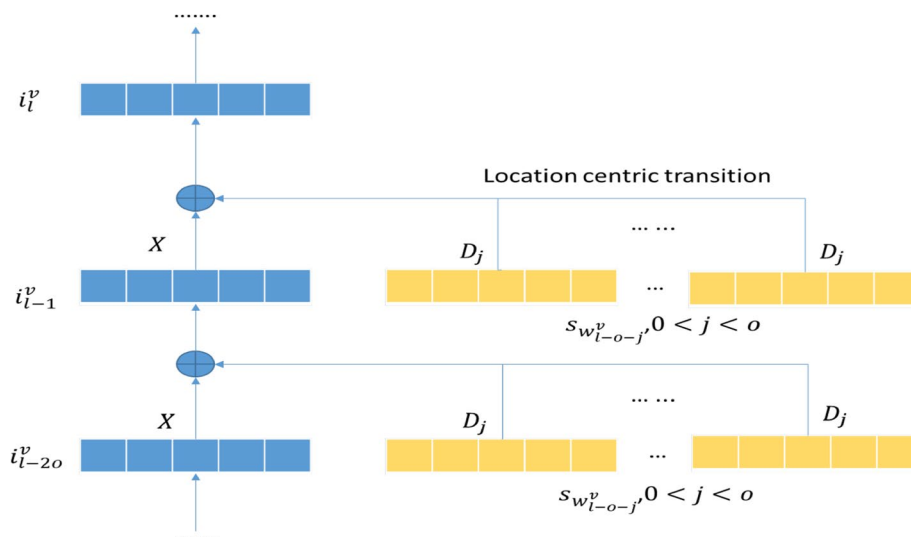 .......
i_l^v
Location centric transition
... ...
X
D_j
D_j
i_{l-1}^v
...
s_{w_{l-o-j}^v}, 0 < j < o
... ...
X
D_j
D_j
i_{l-2o}^v
...
s_{w_{l-o-j}^v}, 0 < j < o